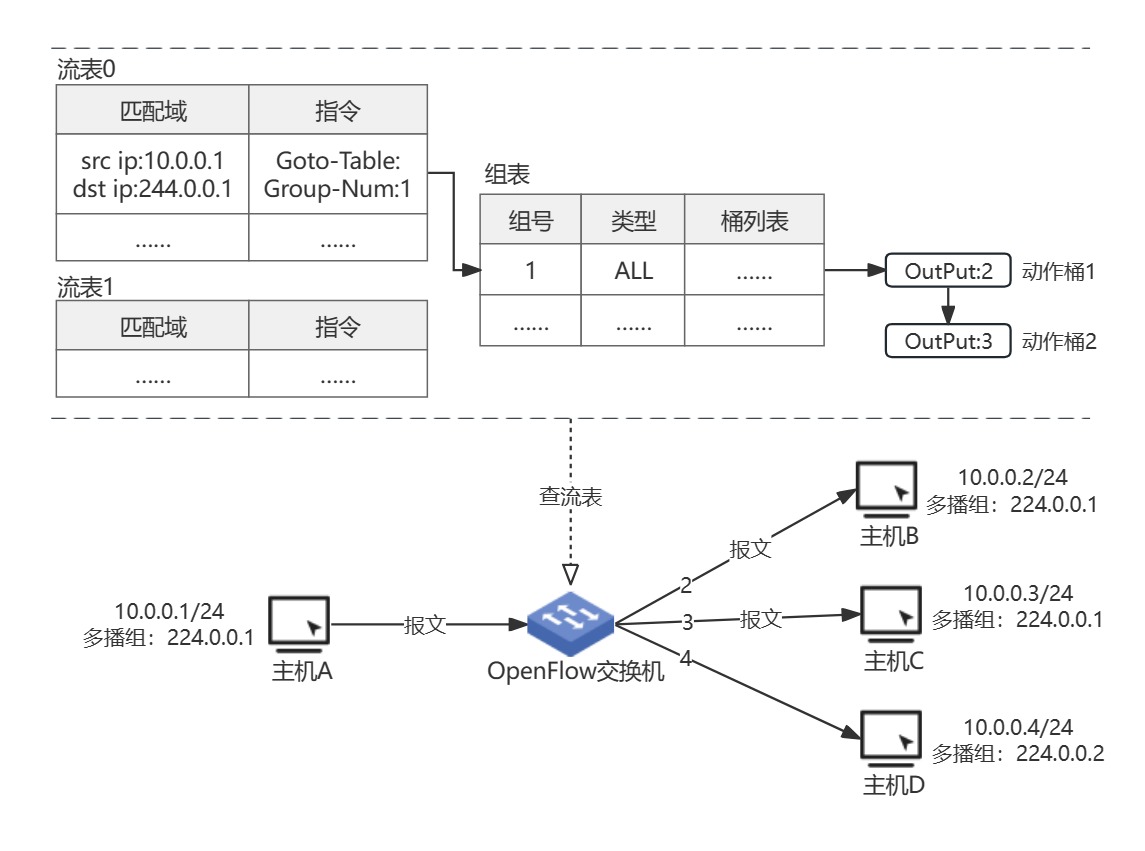 流表0
匹配域
指令
src ip:10.0.0.1
dst ip:244.0.0.1
Goto-Table:
Group-Num:1
......
......
流表1
匹配域
指令
......
......
组表
组号
类型
桶列表
1
ALL
......
......
......
......
OutPut:2
动作桶1
OutPut:3
动作桶2
查流表
10.0.0.1/24
多播组：224.0.0.1
主机A
报文
OpenFlow交换机
2
报文
3
报文
4
10.0.0.2/24
多播组：224.0.0.1
主机B
10.0.0.3/24
多播组：224.0.0.1
主机C
10.0.0.4/24
多播组：224.0.0.2
主机D